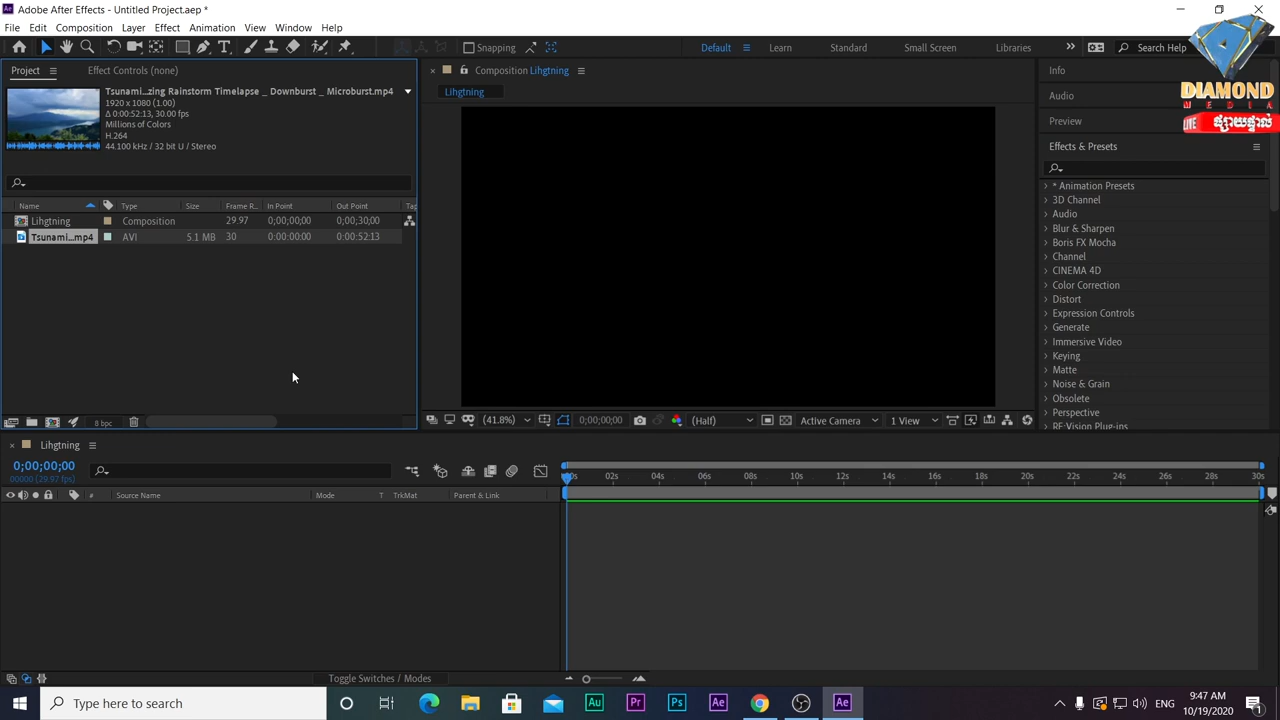 Adobe After Effects - Untitled Project.aep *
File Edit Composition Layer Effect Animation View Window Help
Snapping
Default Learn Standard Small Screen Libraries
Search Help
DIAMOND
MEDIA
LIVE ផ្សាយផ្ទាល់
Project Effect Controls (none)
Tsunami...zing Rainstorm Timelapse _ Downburst _ Microburst.mp4
1920 x 1080 (1.00)
Δ 0:00:52:13, 30.00 fps
Millions of Colors
H.264
44.100 kHz / 32 bit U / Stereo
Name Type Size Frame R... In Point Out Point Tap
Lihgtning Composition 29.97 0;00;00;00 0;00;30;00
Tsunami...mp4 AVI 5.1 MB 30 0:00:00:00 0:00:52:13
8 bpc
Composition Lihgtning
Lihgtning
(41.8%) 0;00;00;00 (Half) Active Camera 1 View
Info
Audio
Preview
Effects & Presets
* Animation Presets
3D Channel
Audio
Blur & Sharpen
Boris FX Mocha
Channel
CINEMA 4D
Color Correction
Distort
Expression Controls
Generate
Immersive Video
Keying
Matte
Noise & Grain
Obsolete
Perspective
RE:Vision Plug-ins
Lihgtning
0;00;00;00
00000 (29.97 fps)
# Source Name Mode T TrkMat Parent & Link
00s 02s 04s 06s 08s 10s 12s 14s 16s 18s 20s 22s 24s 26s 28s 30s
Toggle Switches / Modes
Type here to search
Au Pr Ps Ae Ae
ENG
9:47 AM
10/19/2020